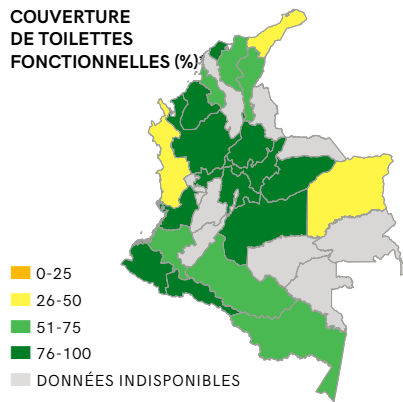 COUVERTURE
DE TOILETTES
FONCTIONNELLES (%)
0-25
26-50
51-75
76-100
DONNÉES INDISPONIBLES